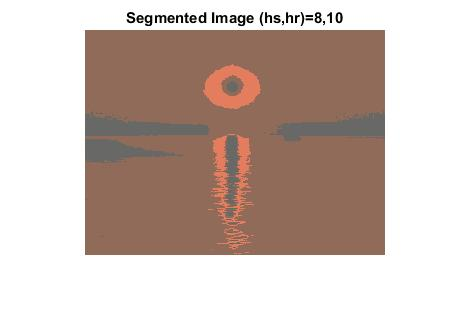 Segmented Image (hs,hr)=8,10